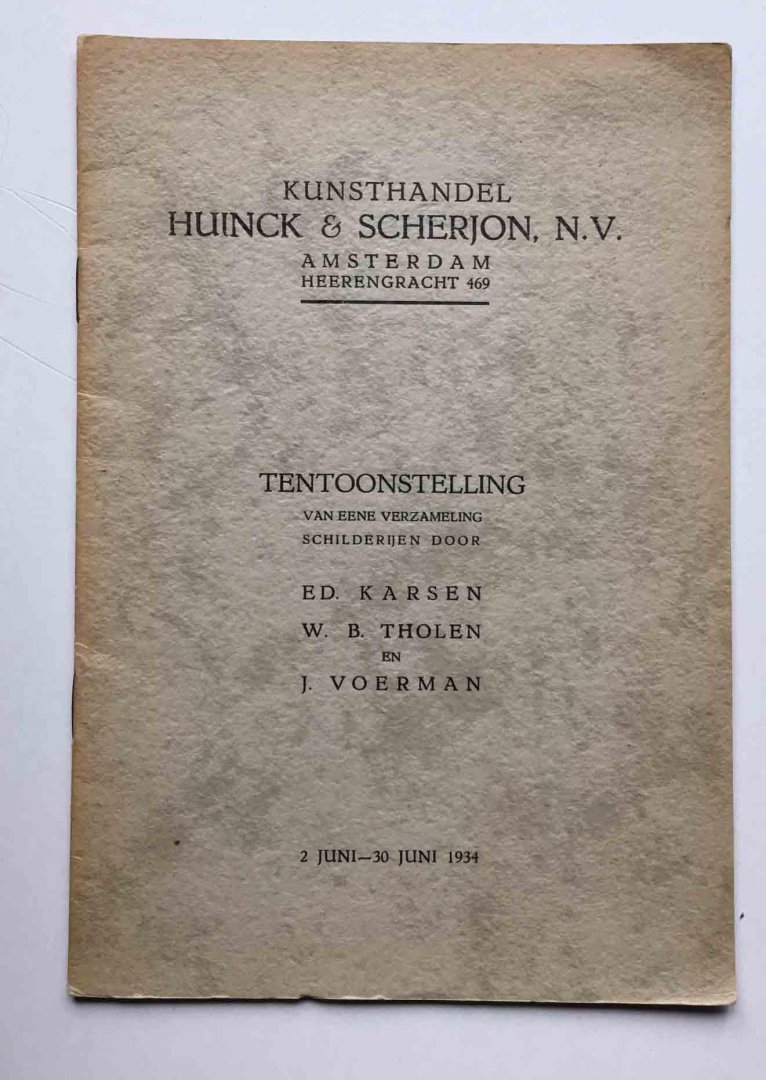 KUNSTHANDEL
HUINCK & SCHERJON, N.V.
AMSTERDAM
HEERENGRACHT 469
TENTOONSTELLING
VAN EENE VERZAMELING
SCHILDERIJEN DOOR
ED. KARSEN
W. B. THOLEN
EN
J. VOERMAN
2 JUNI—30 JUNI 1934